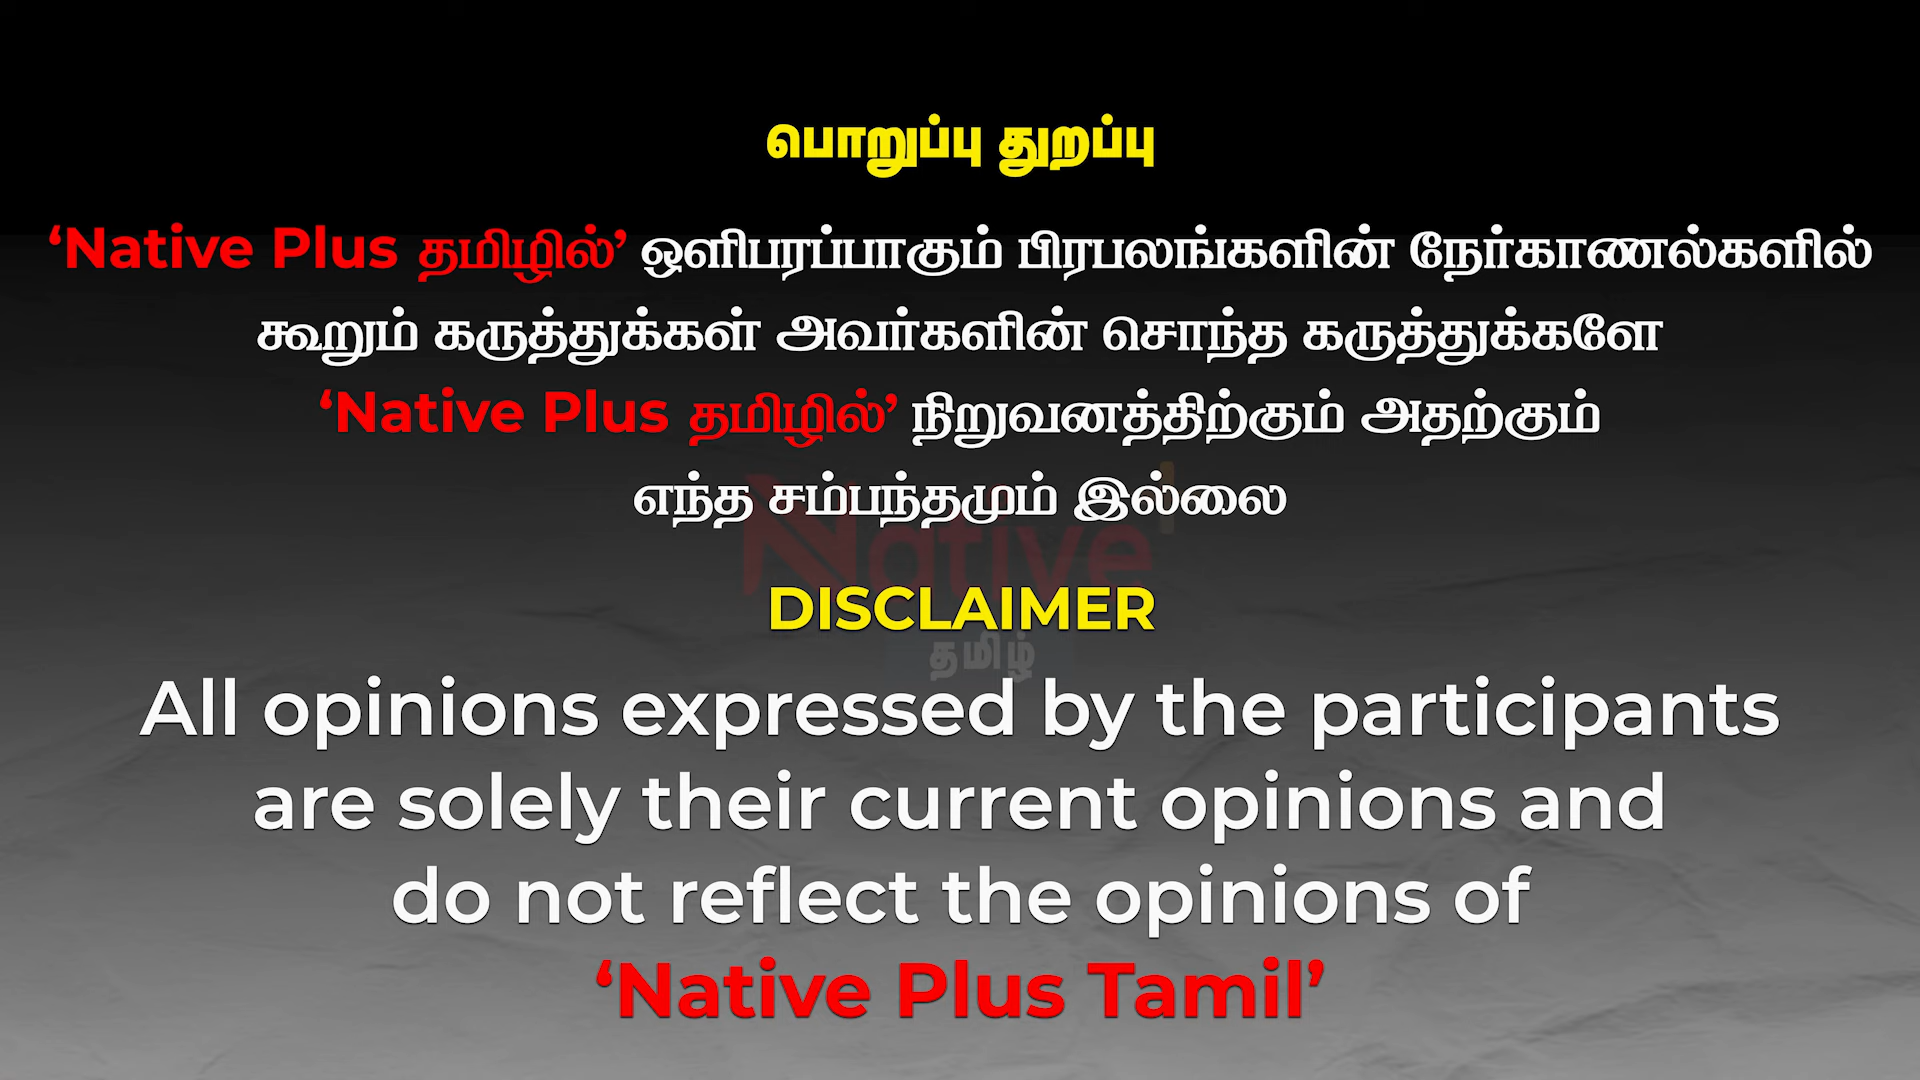 பொறுப்பு துறப்பு
‘Native Plus தமிழில்’ ஒளிபரப்பாகும் பிரபலங்களின் நேர்காணல்களில்
கூறும் கருத்துக்கள் அவர்களின் சொந்த கருத்துக்களே
‘Native Plus தமிழில்’ நிறுவனத்திற்கும் அதற்கும்
எந்த சம்பந்தமும் இல்லை
Native
DISCLAIMER
தமிழ்
All opinions expressed by the participants
are solely their current opinions and
do not reflect the opinions of
‘Native Plus Tamil’